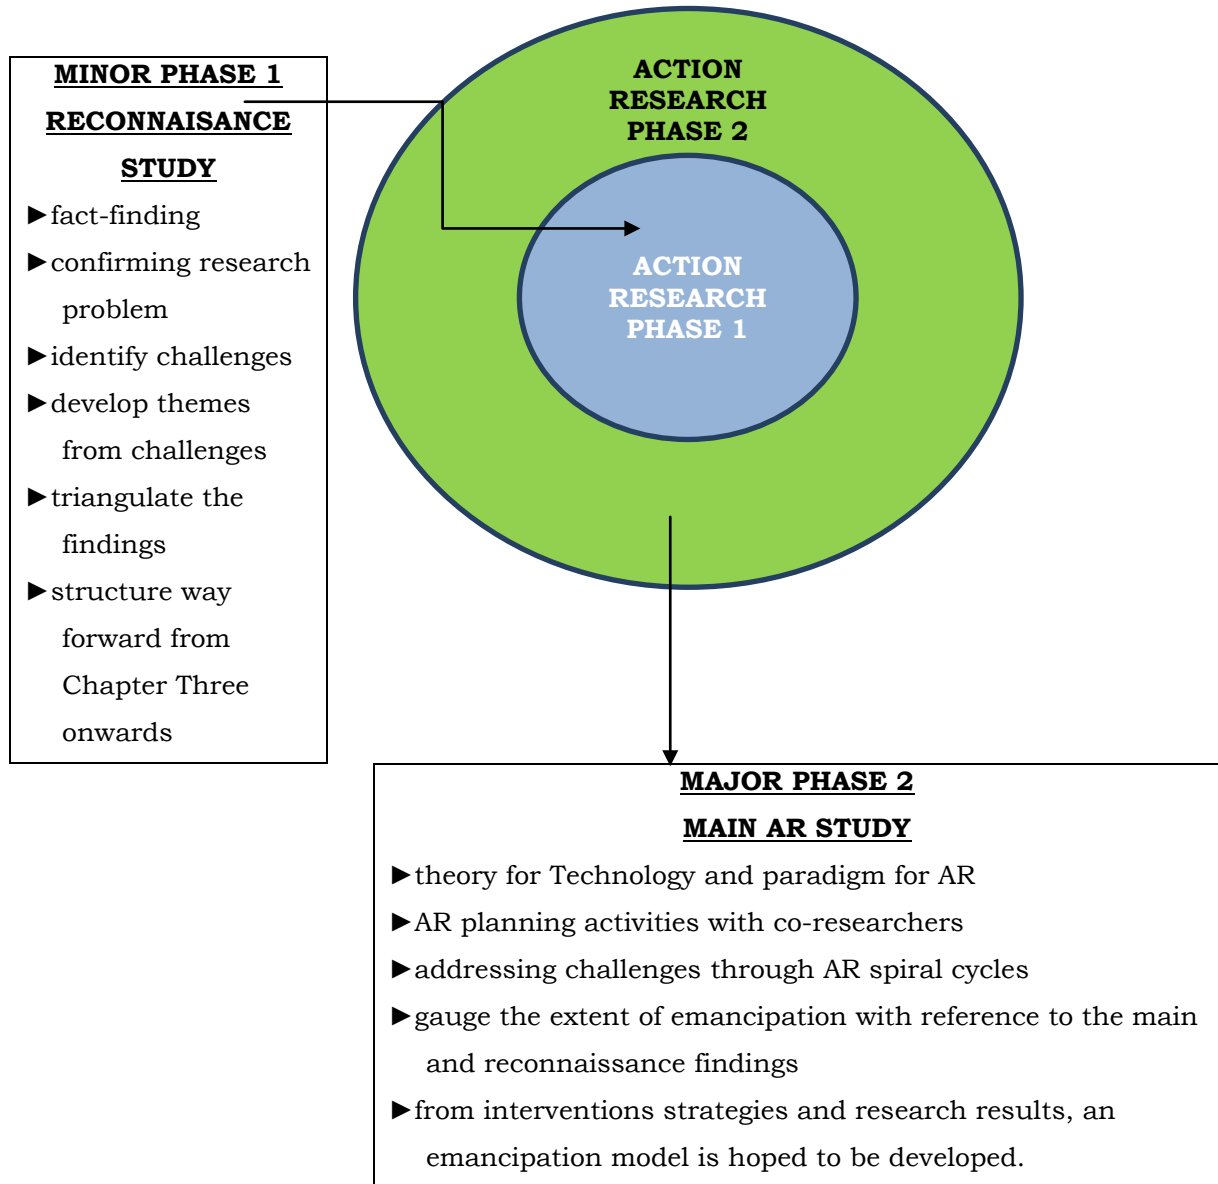 MINOR PHASE 1
RECONNAISANCE
STUDY
►fact-finding
►confirming research
problem
►identify challenges
►develop themes
from challenges
►triangulate the
findings
►structure way
forward from
Chapter Three
onwards
ACTION
RESEARCH
PHASE 2
ACTION
RESEARCH
PHASE 1
MAJOR PHASE 2
MAIN AR STUDY
►theory for Technology and paradigm for AR
►AR planning activities with co-researchers
►addressing challenges through AR spiral cycles
►gauge the extent of emancipation with reference to the main
and reconnaissance findings
►from interventions strategies and research results, an
emancipation model is hoped to be developed.